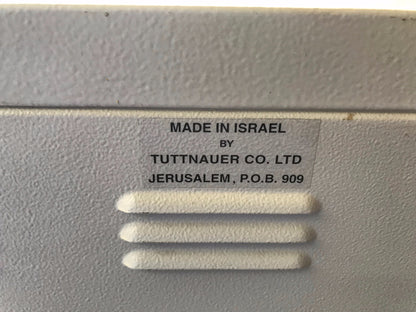 MADE IN ISRAEL
BY
TUTTNAUER CO. LTD
JERUSALEM, P.O.B. 909